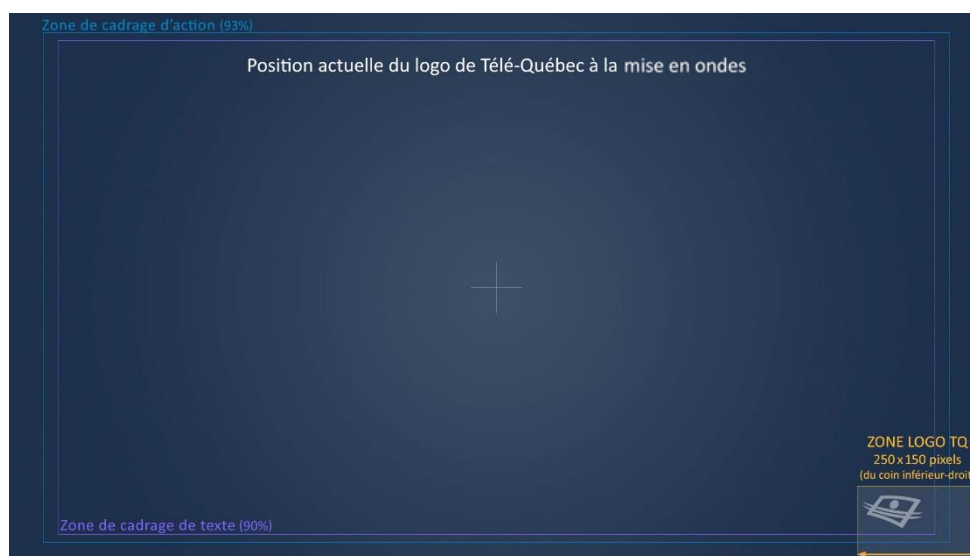 Zone de cadrage d'action (93%)
Position actuelle du logo de Télé-Québec à la mise en ondes
ZONE LOGO TQ
250 x 150 pixels
(du coin inférieur-droit
Zone de cadrage de texte (90%)